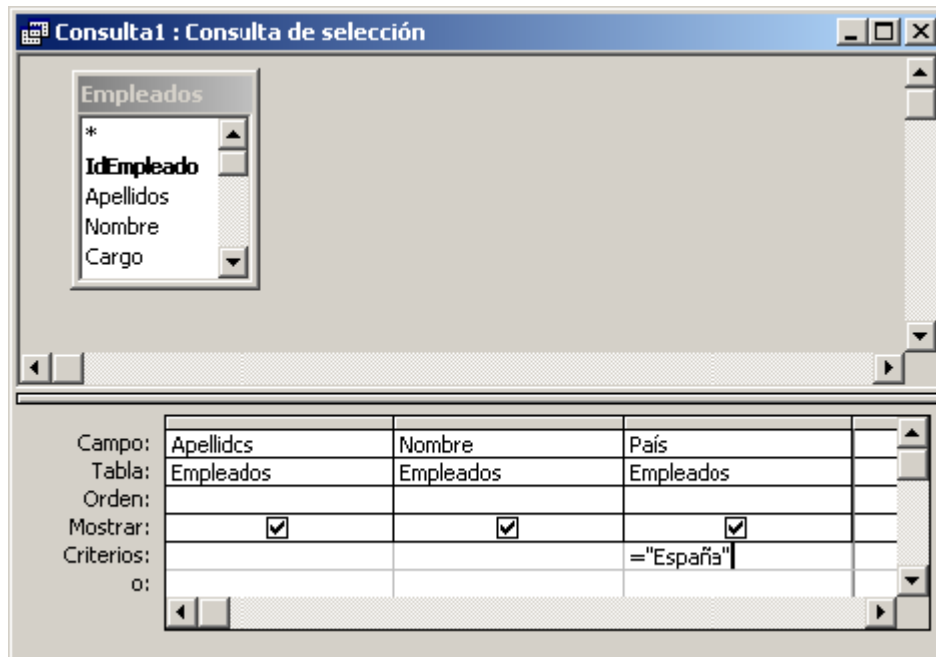 Consulta1 : Consulta de selección
Empleados
*
IdEmpleado
Apellidos
Nombre
Cargo
Campo: Apellidos Nombre País
Tabla: Empleados Empleados Empleados
Orden:
Mostrar:
Criterios: ="España"
o: